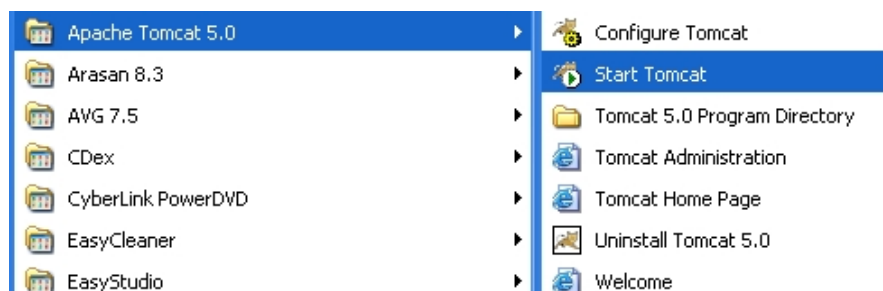 Apache Tomcat 5.0
Arasan 8.3
AVG 7.5
CDex
CyberLink PowerDVD
EasyCleaner
EasyStudio
Configure Tomcat
Start Tomcat
Tomcat 5.0 Program Directory
Tomcat Administration
Tomcat Home Page
Uninstall Tomcat 5.0
Welcome